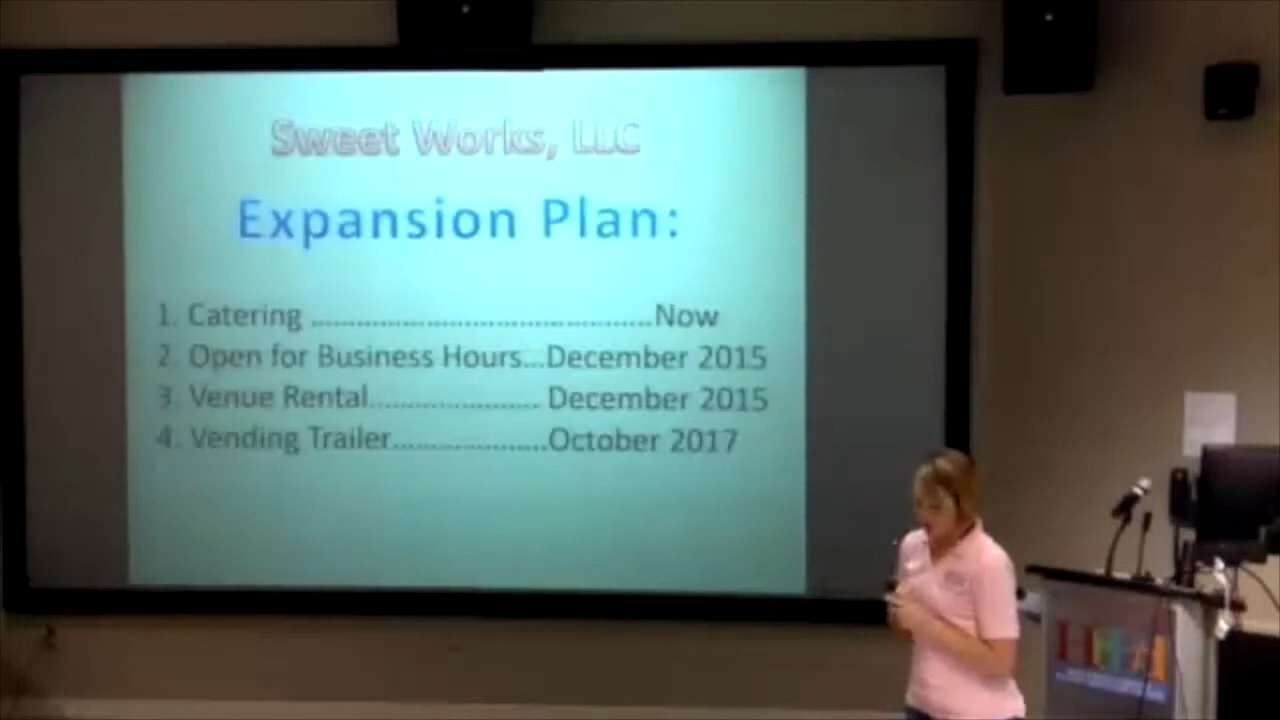 Sweet Works, LLC
Expansion Plan:
1. Catering ............................................Now
2. Open for Business Hours...December 2015
3. Venue Rental...................... December 2015
4. Vending Trailer....................October 2017